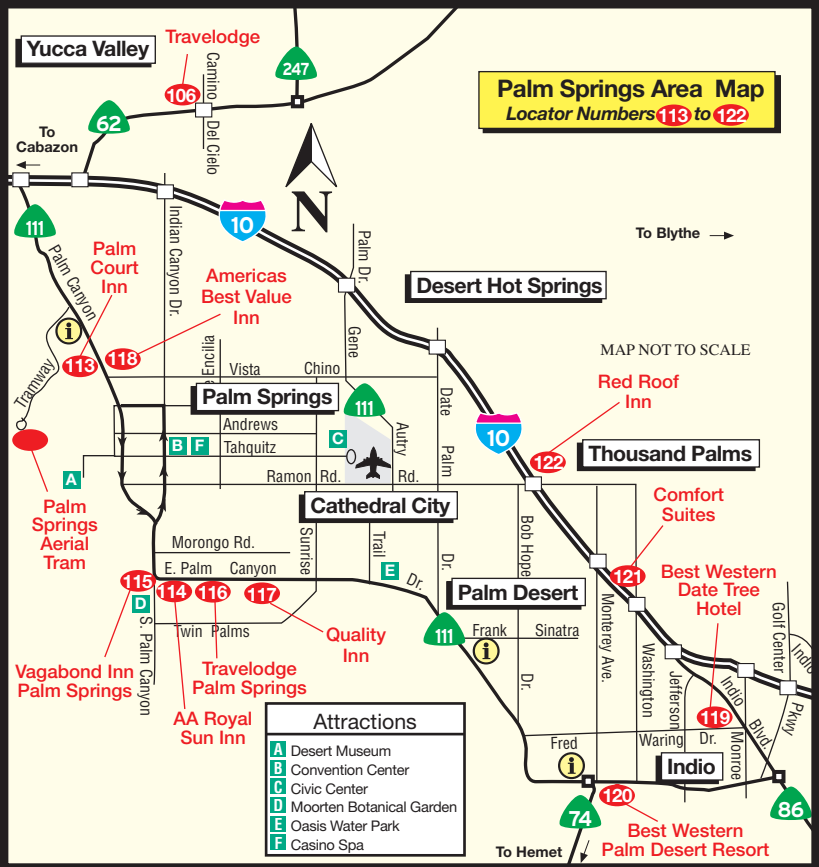 Yucca Valley
Travelodge
106
Camino
Del Cielo
247
62
Palm Springs Area Map
Locator Numbers 113 to 122
To
Cabazon
N
111
10
Palm Canyon
Indian Canyon Dr.
Palm Dr.
To Blythe
Palm
Court
Inn
113
Americas
Best Value
Inn
118
i
Tramway
Desert Hot Springs
Gene
Autry
MAP NOT TO SCALE
Vista Chino
Palm Springs
111
Date
Palm
Dr.
10
Red Roof
Inn
122
Andrews
B F
Tahquitz
C
A
Ramon Rd.
Rd.
Thousand Palms
Palm
Springs
Aerial
Tram
Cathedral City
Comfort
Suites
121
Morongo Rd.
Sunrise
Trail
Bob Hope
Dr.
E. Palm Canyon
Dr.
E
115
114
116
117
D
Palm Desert
Best Western
Date Tree
Hotel
119
Golf Center
Pkwy
Indio
Monterey Ave.
S. Palm Canyon
Twin Palms
111
Frank Sinatra
i
Quality
Inn
Vagabond Inn
Palm Springs
Travelodge
Palm Springs
AA Royal
Sun Inn
Washington
Jefferson
Indio Blvd.
Monroe
Fred Waring Dr.
i
Indio
120
74
86
Best Western
Palm Desert Resort
To Hemet
Attractions
A Desert Museum
B Convention Center
C Civic Center
D Moorten Botanical Garden
E Oasis Water Park
F Casino Spa